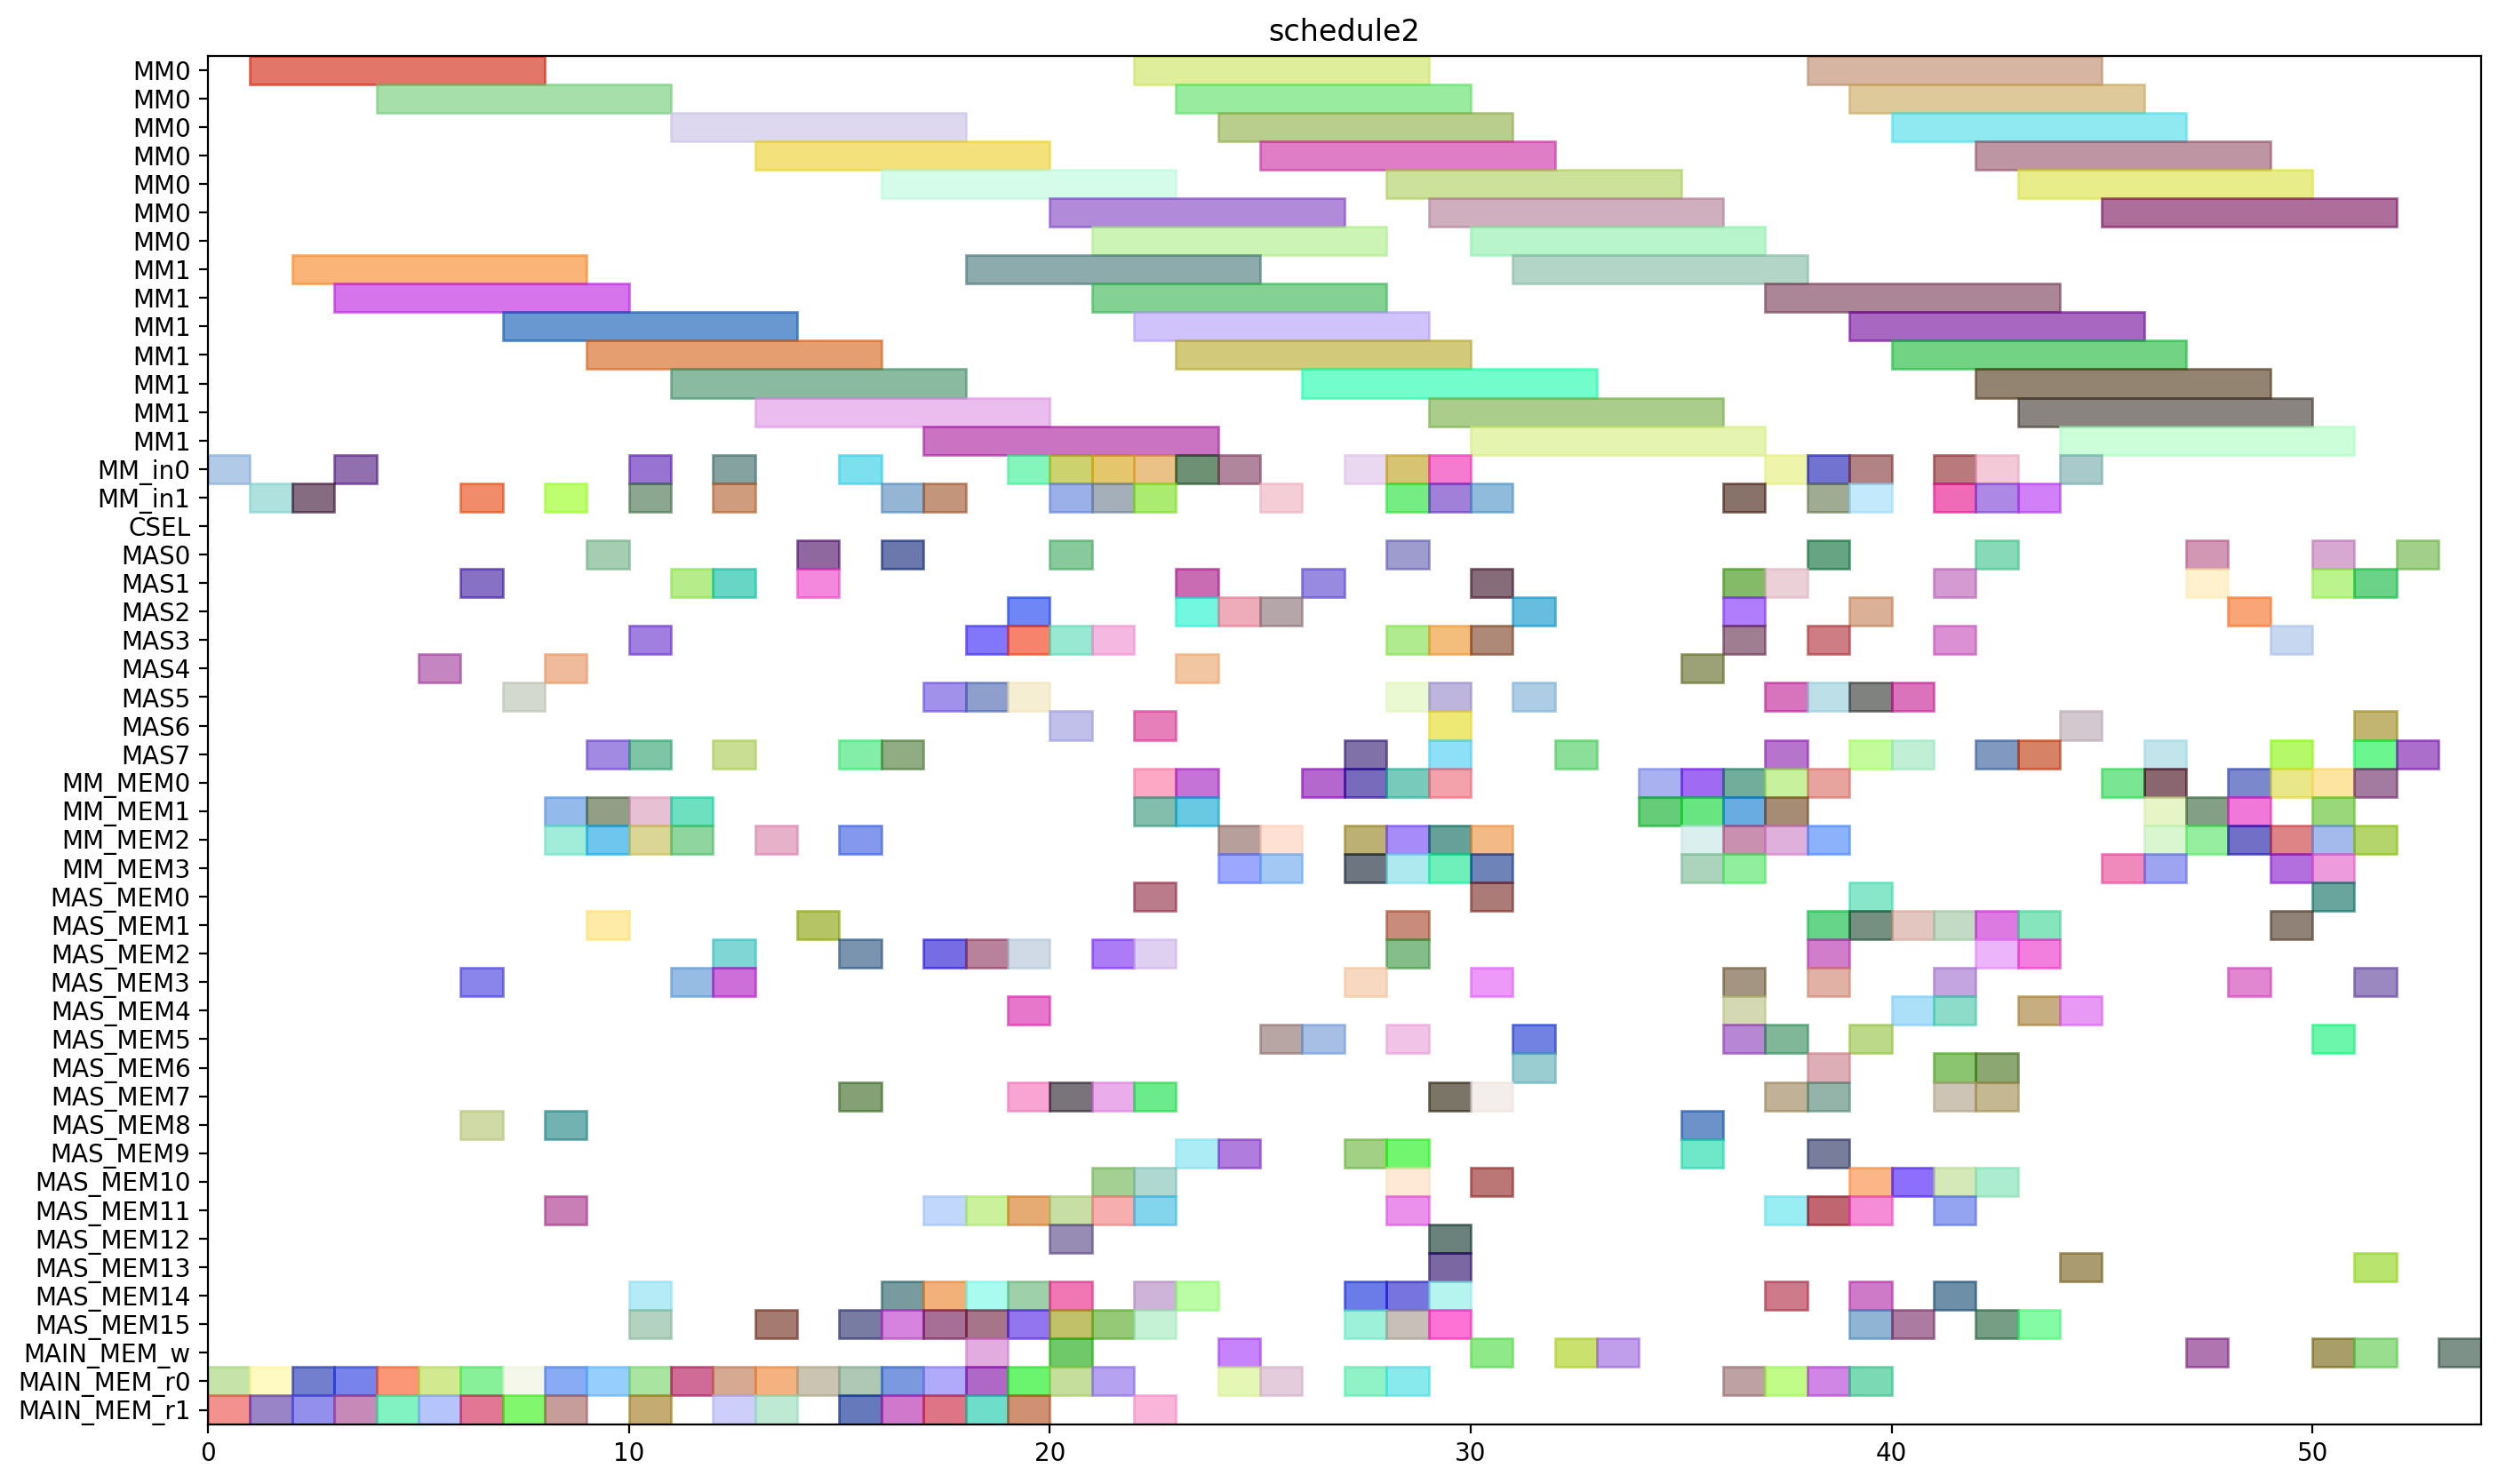 schedule2
MM0
MM0
MM0
MM0
MM0
MM0
MM0
MM1
MM1
MM1
MM1
MM1
MM1
MM1
MM_in0
MM_in1
CSEL
MAS0
MAS1
MAS2
MAS3
MAS4
MAS5
MAS6
MAS7
MM_MEM0
MM_MEM1
MM_MEM2
MM_MEM3
MAS_MEM0
MAS_MEM1
MAS_MEM2
MAS_MEM3
MAS_MEM4
MAS_MEM5
MAS_MEM6
MAS_MEM7
MAS_MEM8
MAS_MEM9
MAS_MEM10
MAS_MEM11
MAS_MEM12
MAS_MEM13
MAS_MEM14
MAS_MEM15
MAIN_MEM_w
MAIN_MEM_r0
MAIN_MEM_r1
0 10 20 30 40 50